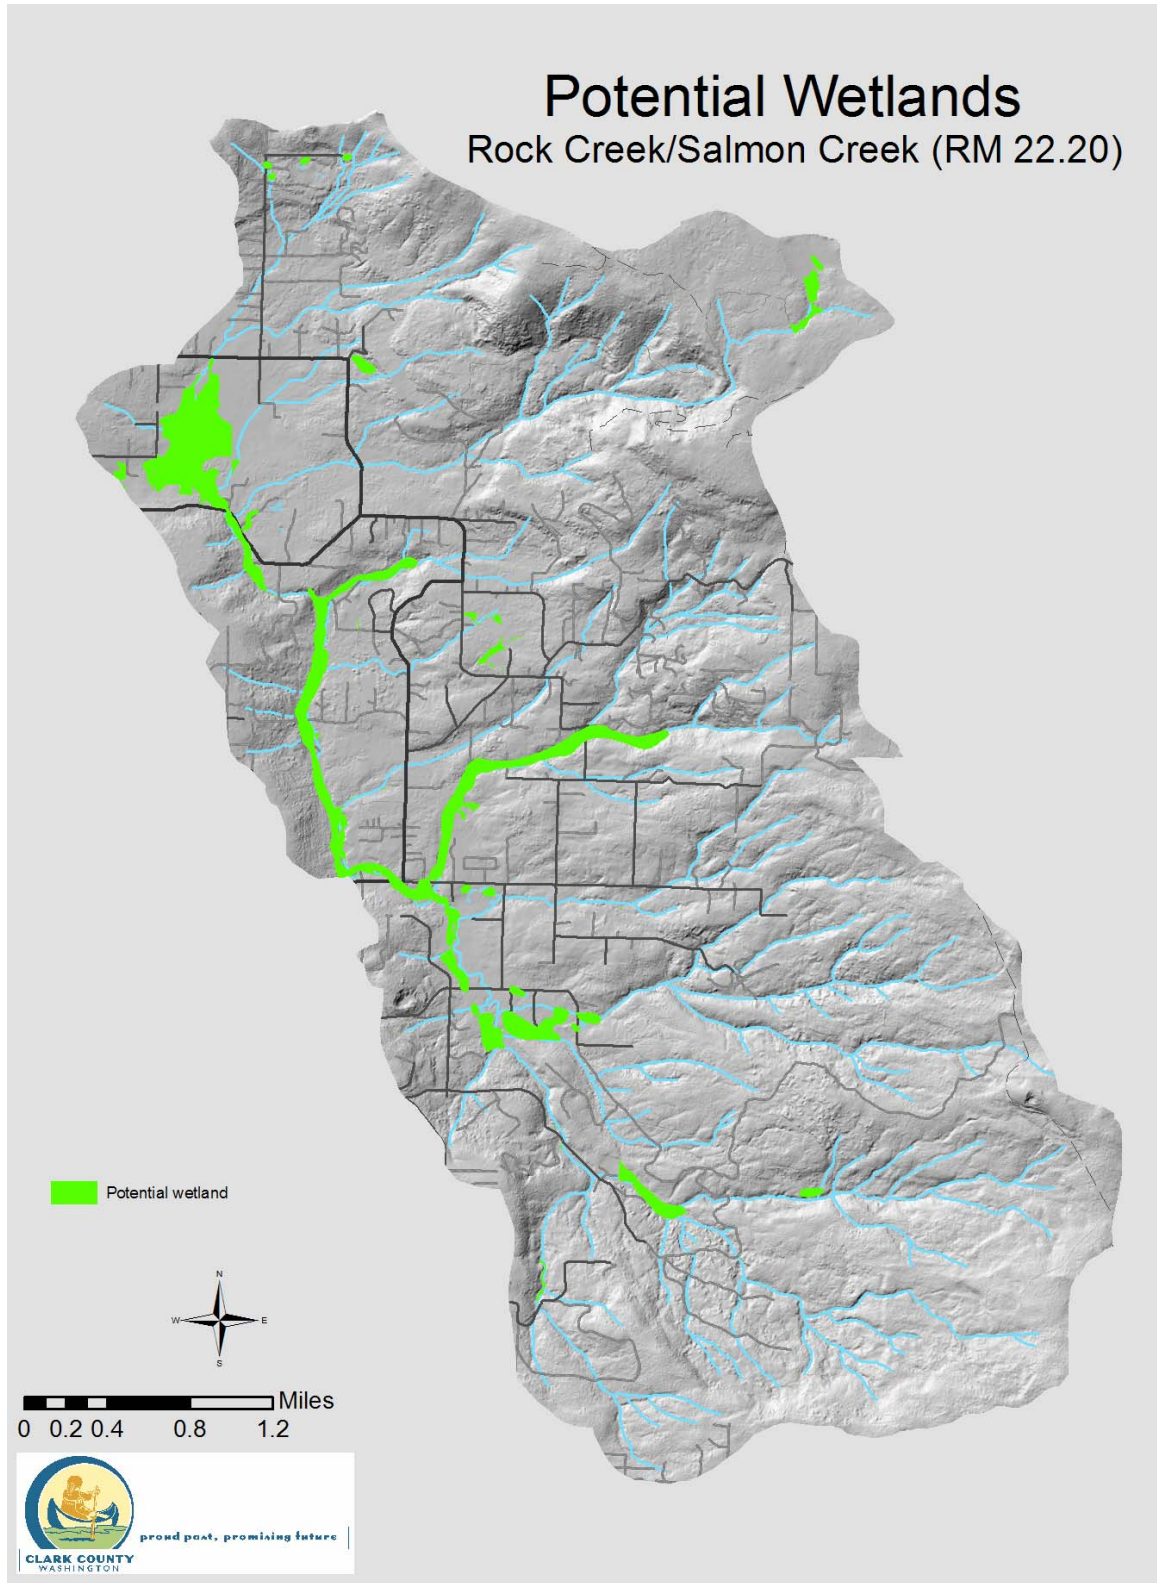 Potential Wetlands
Rock Creek/Salmon Creek (RM 22.20)
Potential wetland
N
W E
S
Miles
0 0.2 0.4 0.8 1.2
proud past, promising future
CLARK COUNTY
WASHINGTON